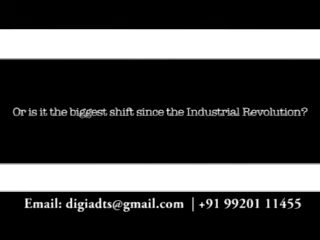 Or is it the biggest shift since the Industrial Revolution?
Email: digiadts@gmail.com | +91 99201 11455